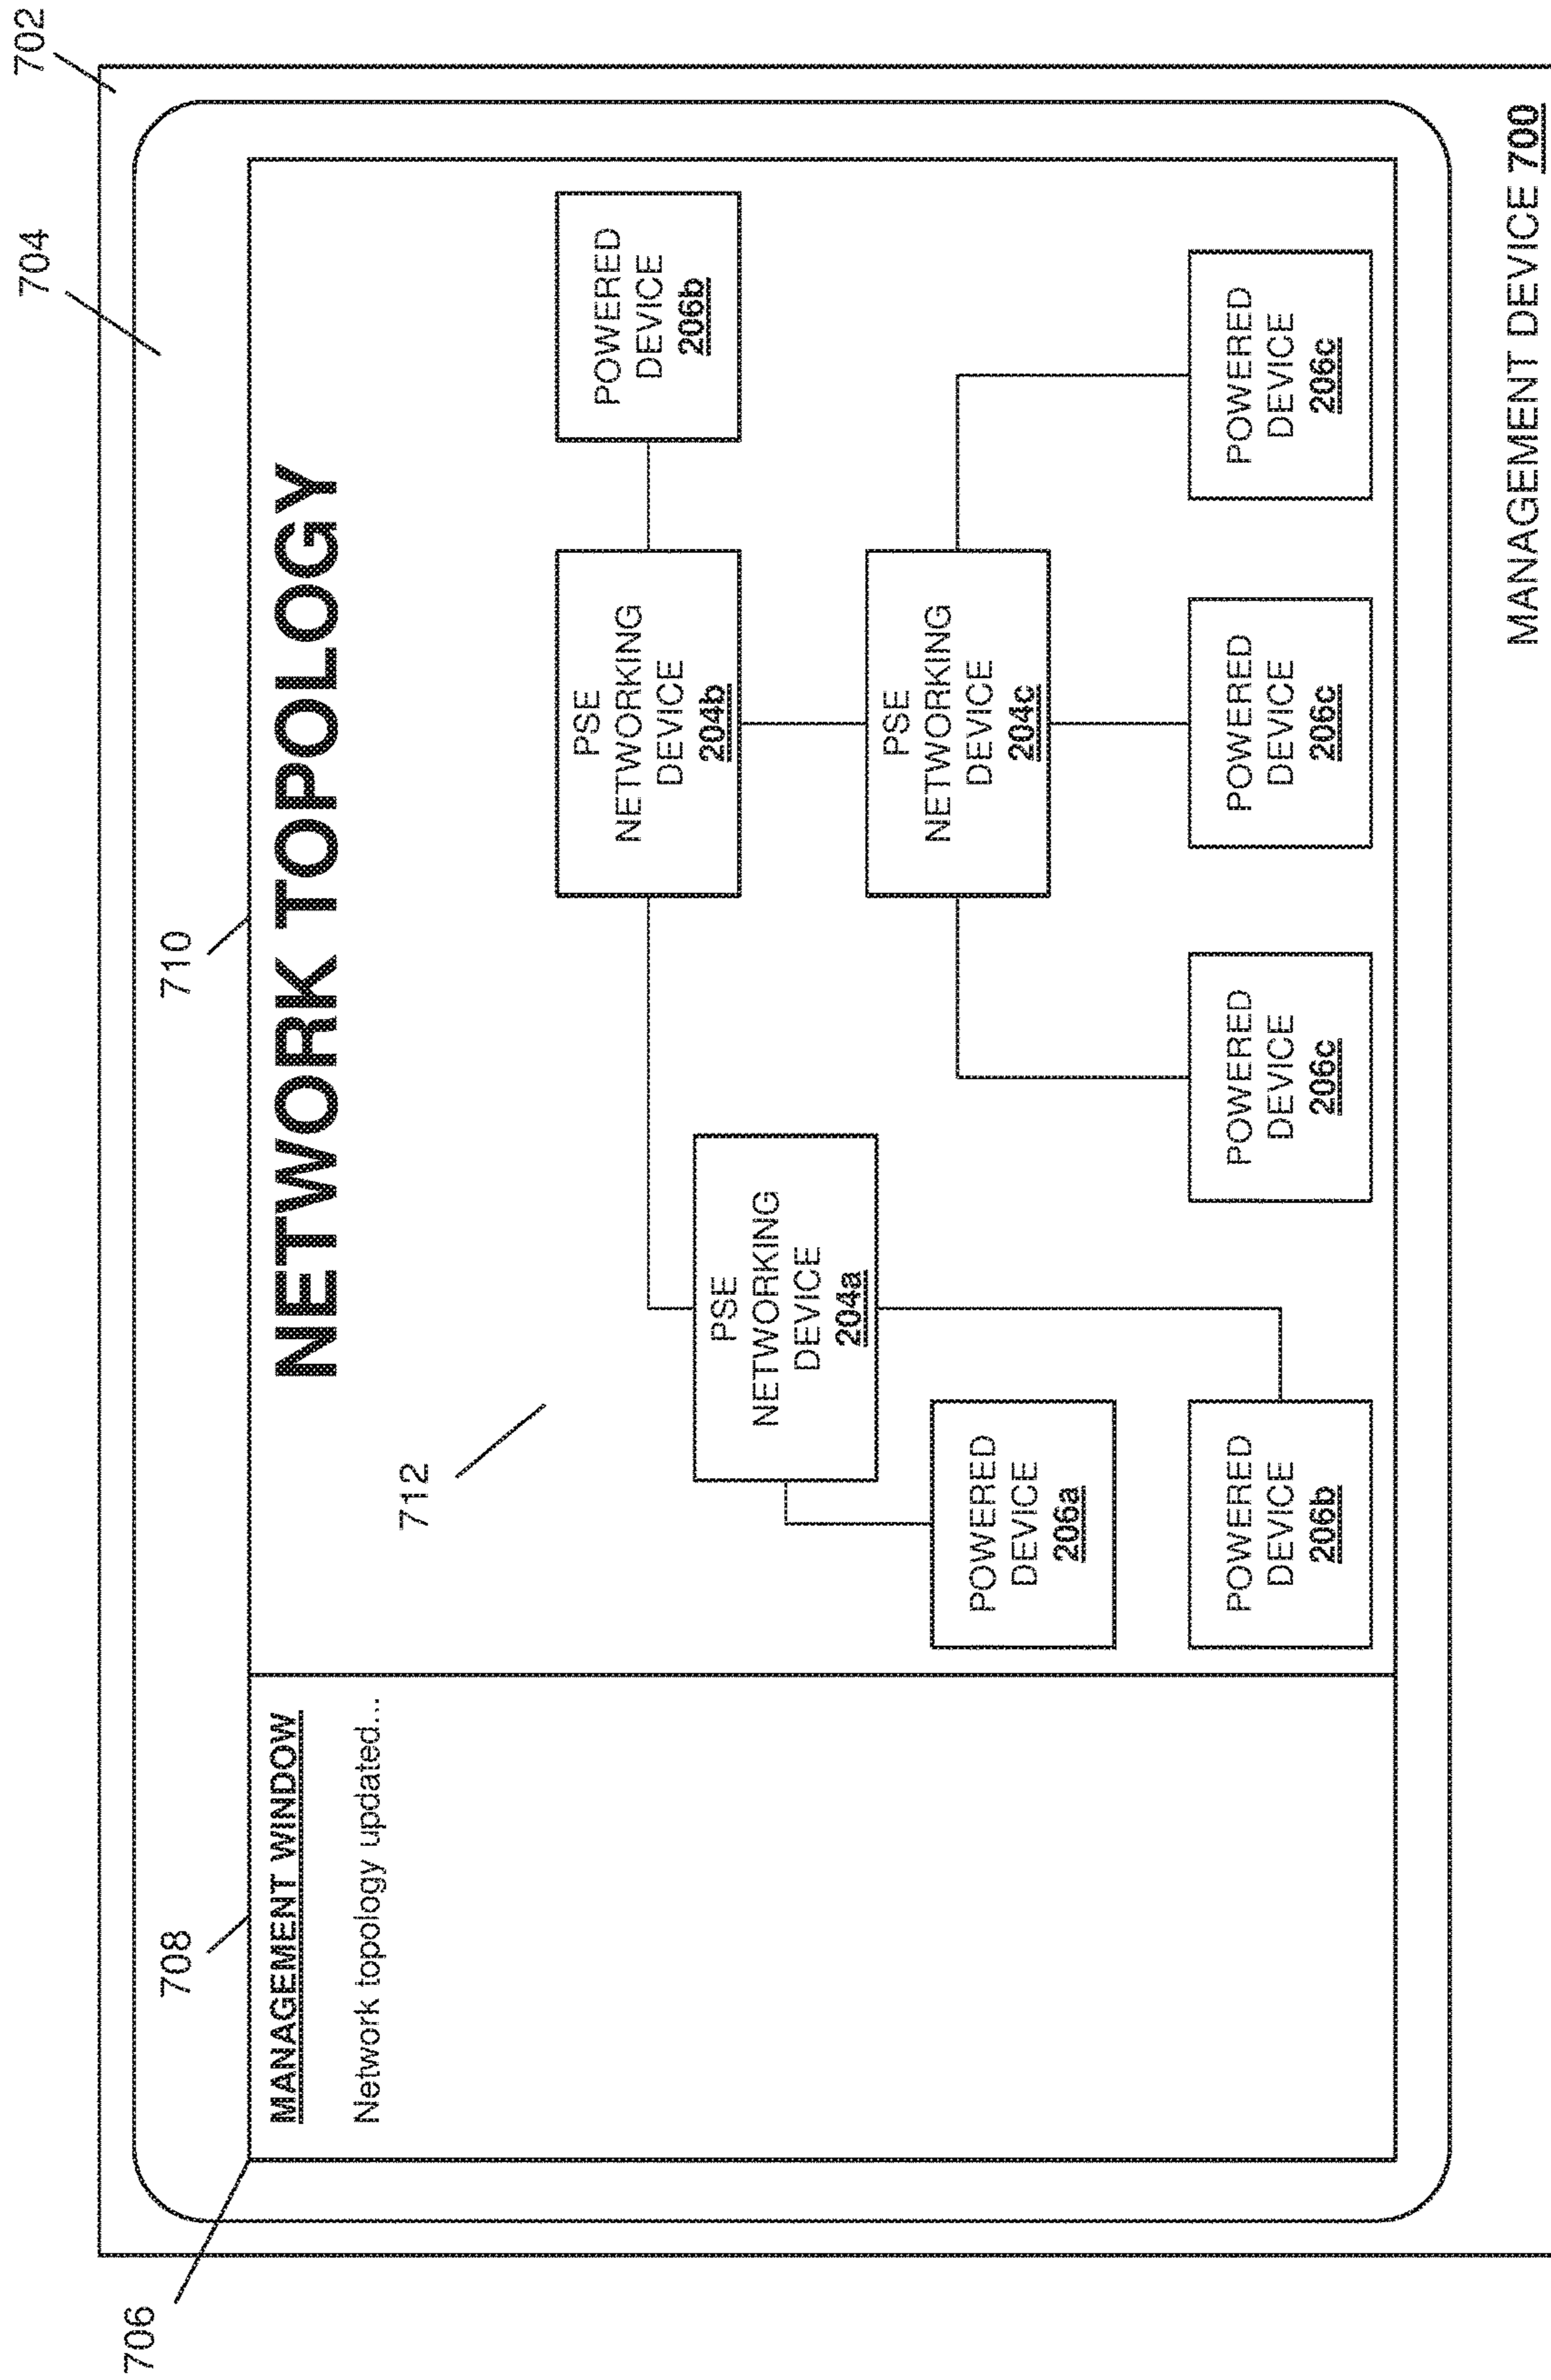 702
704
710
706
708
MANAGEMENT WINDOW
Network topology updated...
NETWORK TOPOLOGY
712
PSE
NETWORKING
DEVICE
204a
PSE
NETWORKING
DEVICE
204b
POWERED
DEVICE
206b
PSE
NETWORKING
DEVICE
204c
POWERED
DEVICE
206a
POWERED
DEVICE
206b
POWERED
DEVICE
206c
POWERED
DEVICE
206c
POWERED
DEVICE
206c
MANAGEMENT DEVICE 700